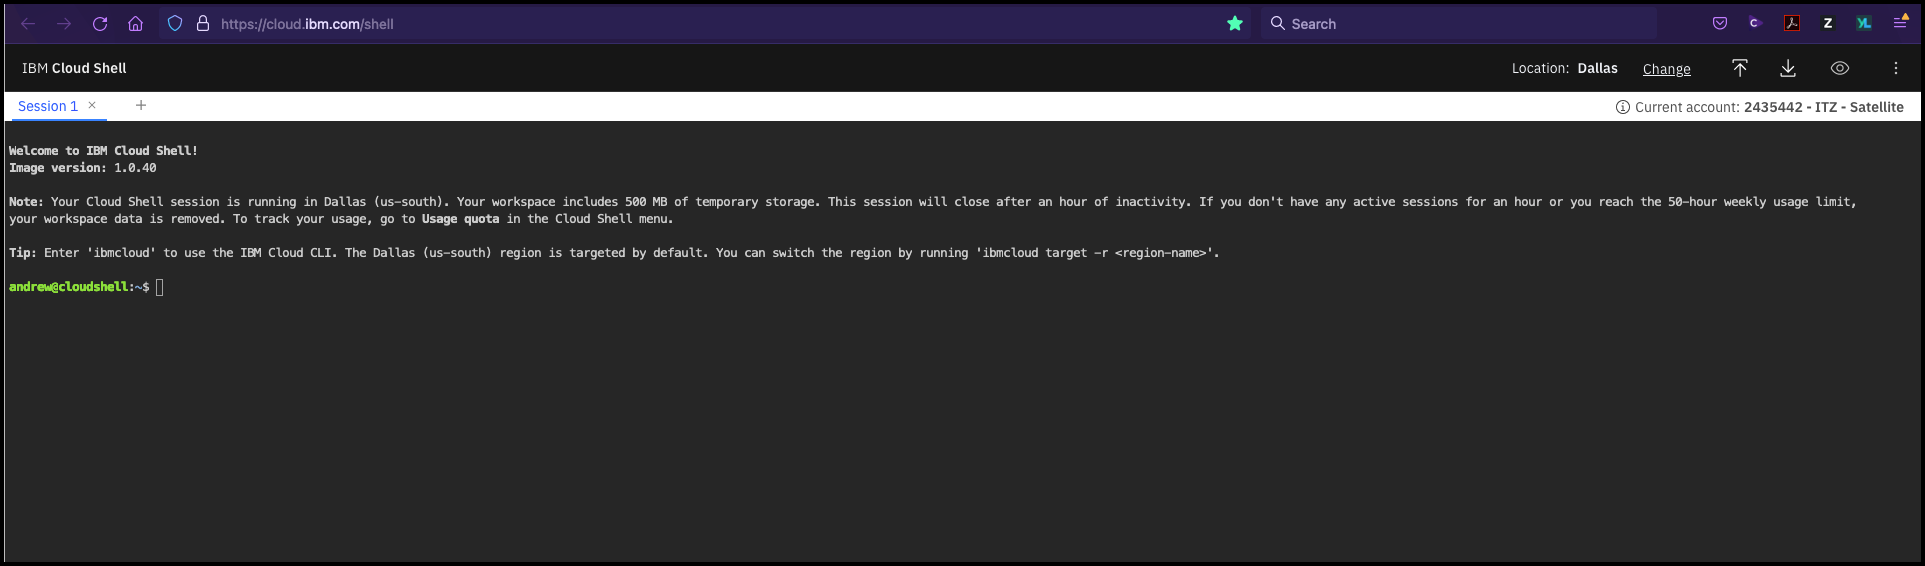 https://cloud.ibm.com/shell
Search
IBM Cloud Shell
Location: Dallas Change
Session 1 × +
Current account: 2435442 - ITZ - Satellite
Welcome to IBM Cloud Shell!
Image version: 1.0.40
Note: Your Cloud Shell session is running in Dallas (us-south). Your workspace includes 500 MB of temporary storage. This session will close after an hour of inactivity. If you don't have any active sessions for an hour or you reach the 50-hour weekly usage limit,
your workspace data is removed. To track your usage, go to Usage quota in the Cloud Shell menu.
Tip: Enter 'ibmcloud' to use the IBM Cloud CLI. The Dallas (us-south) region is targeted by default. You can switch the region by running 'ibmcloud target -r <region-name>'.
andrew@cloudshell:~$